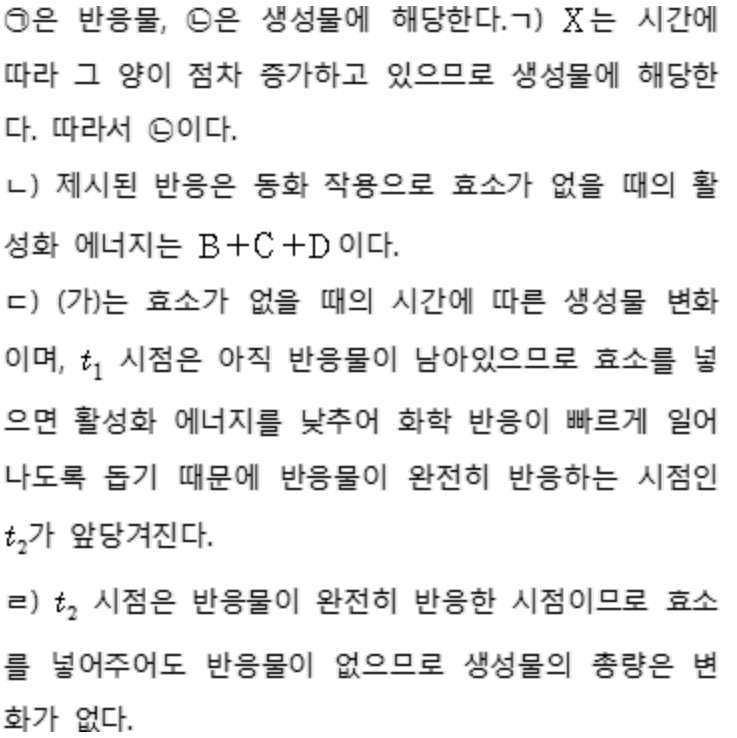 ㉠은 반응물, ㉡은 생성물에 해당한다.ㄱ) X는 시간에
따라 그 양이 점차 증가하고 있으므로 생성물에 해당한
다. 따라서 ㉡이다.
ㄴ) 제시된 반응은 동화 작용으로 효소가 없을 때의 활
성화 에너지는 B+C+D이다.
ㄷ) (가)는 효소가 없을 때의 시간에 따른 생성물 변화
이며, t₁ 시점은 아직 반응물이 남아있으므로 효소를 넣
으면 활성화 에너지를 낮추어 화학 반응이 빠르게 일어
나도록 돕기 때문에 반응물이 완전히 반응하는 시점인
t₂가 앞당겨진다.
ㄹ) t₂ 시점은 반응물이 완전히 반응한 시점이므로 효소
를 넣어주어도 반응물이 없으므로 생성물의 총량은 변
화가 없다.